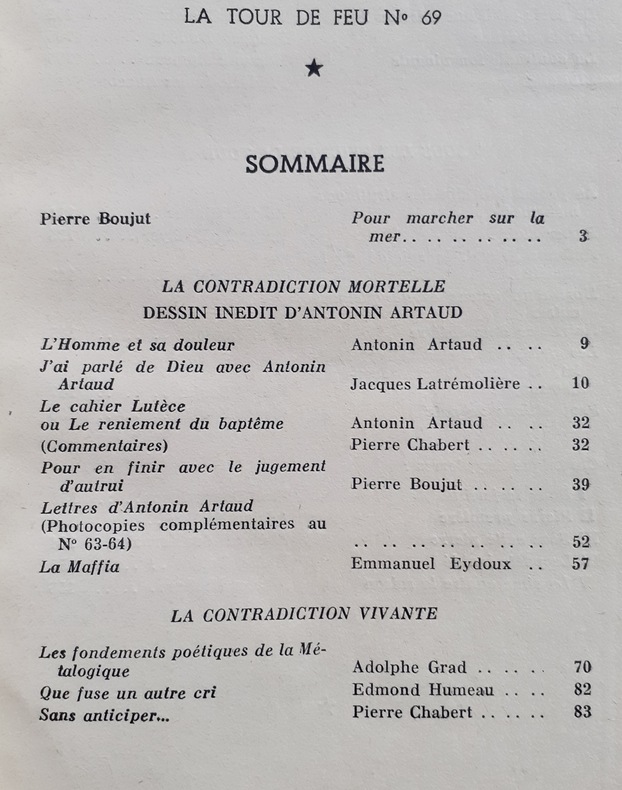 LA TOUR DE FEU Nº 69
★
SOMMAIRE
Pierre Boujut Pour marcher sur la
mer.. .. .. .. .. .. .. 3
LA CONTRADICTION MORTELLE
DESSIN INEDIT D'ANTONIN ARTAUD
L'Homme et sa douleur Antonin Artaud .. .. 9
J'ai parlé de Dieu avec Antonin
Artaud Jacques Latrémolière .. 10
Le cahier Lutèce
ou Le reniement du baptême Antonin Artaud .. .. 32
(Commentaires) Pierre Chabert .. .. .. 32
Pour en finir avec le jugement
d'autrui Pierre Boujut .. .. .. 39
Lettres d'Antonin Artaud
(Photocopies complémentaires au
Nº 63-64) .. .. .. .. .. .. .. .. .. 52
La Maffia Emmanuel Eydoux .. 57
LA CONTRADICTION VIVANTE
Les fondements poétiques de la Mé-
talogique Adolphe Grad .. .. .. 70
Que fuse un autre cri Edmond Humeau .. .. 82
Sans anticiper... Pierre Chabert .. .. .. 83